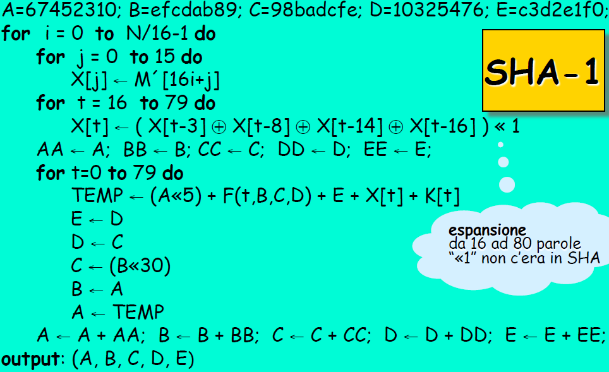 A=67452310; B=efcdab89; C=98badcfe; D=10325476; E=c3d2e1f0;
for i = 0 to N/16-1 do
for j = 0 to 15 do
X[j] ← M´[16i+j]
for t = 16 to 79 do
X[t] ← ( X[t-3] ⊕ X[t-8] ⊕ X[t-14] ⊕ X[t-16] ) « 1
AA ← A; BB ← B; CC ← C; DD ← D; EE ← E;
for t=0 to 79 do
TEMP ← (A«5) + F(t,B,C,D) + E + X[t] + K[t]
E ← D
D ← C
C ← (B«30)
B ← A
A ← TEMP
A ← A + AA; B ← B + BB; C ← C + CC; D ← D + DD; E ← E + EE;
output: (A, B, C, D, E)
SHA-1
espansione
da 16 ad 80 parole
“«1” non c’era in SHA